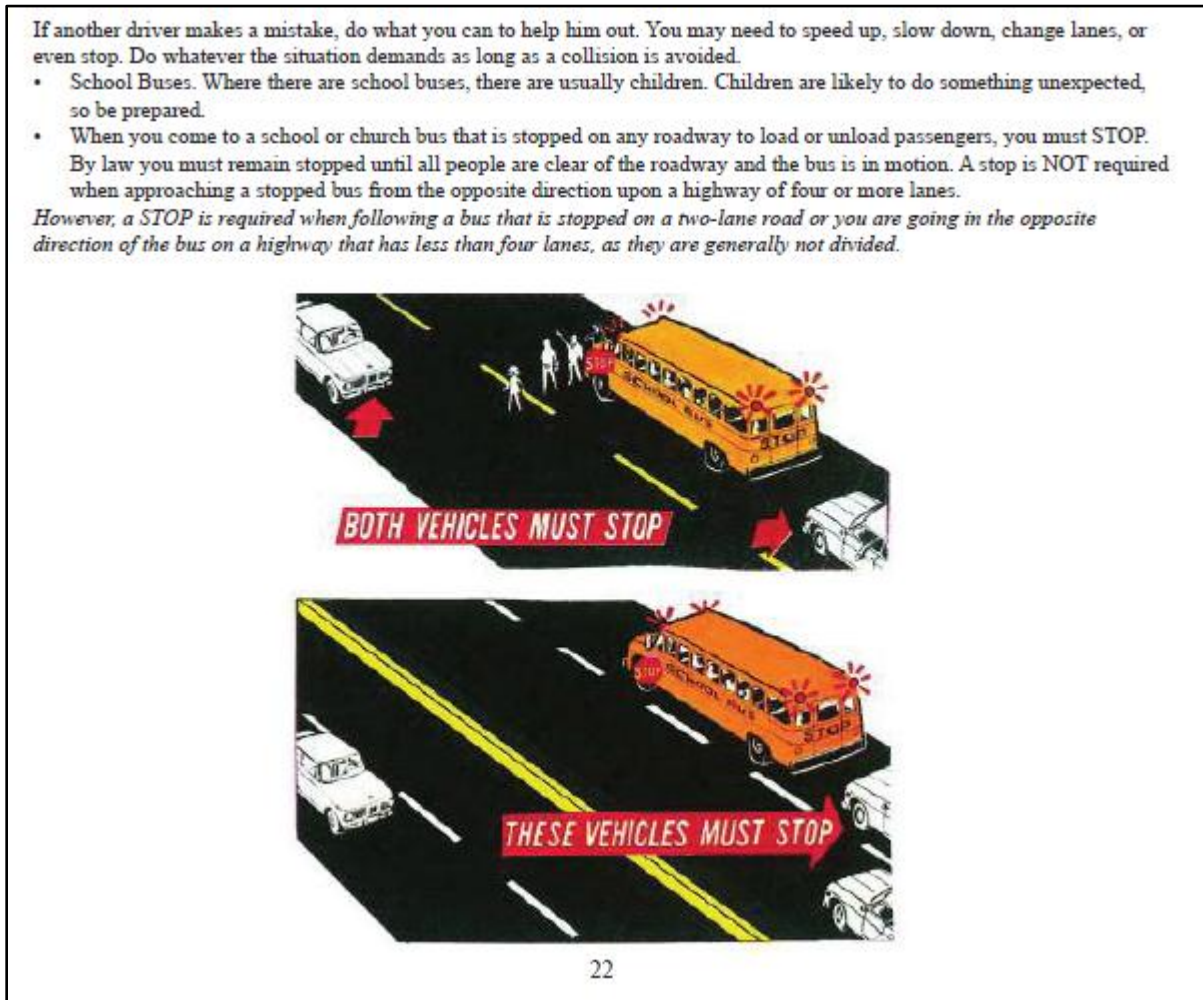 If another driver makes a mistake, do what you can to help him out. You may need to speed up, slow down, change lanes, or
even stop. Do whatever the situation demands as long as a collision is avoided.
• School Buses. Where there are school buses, there are usually children. Children are likely to do something unexpected,
so be prepared.
• When you come to a school or church bus that is stopped on any roadway to load or unload passengers, you must STOP.
By law you must remain stopped until all people are clear of the roadway and the bus is in motion. A stop is NOT required
when approaching a stopped bus from the opposite direction upon a highway of four or more lanes.
However, a STOP is required when following a bus that is stopped on a two-lane road or you are going in the opposite
direction of the bus on a highway that has less than four lanes, as they are generally not divided.
STOP
SCHOOL BUS
STOP
BOTH VEHICLES MUST STOP
STOP
SCHOOL BUS
STOP
THESE VEHICLES MUST STOP
22